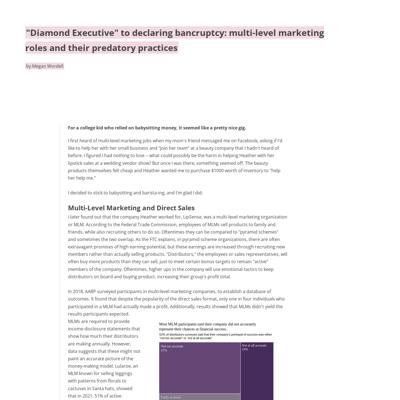 "Diamond Executive" to declaring bancruptcy: multi-level marketing
roles and their predatory practices
by Megan Wordell
For a college kid who relied on babysitting money, it seemed like a pretty nice gig.
I first heard of multi-level marketing jobs when my mom's friend messaged me on Facebook, asking if I'd
like to help her with her small business and "join her team" at a beauty company that I hadn't heard of
before. I figured I had nothing to lose – what could possibly be the harm in helping Heather with her
lipstick sales at a wedding vendor show? But once I was there, something seemed off. The beauty
products themselves felt cheap and Heather wanted me to purchase $1000 worth of inventory to "help
her help me."
I decided to stick to babysitting and barista-ing, and I'm glad I did.
Multi-Level Marketing and Direct Sales
I later found out that the company Heather worked for, LipSense, was a multi-level marketing organization
or MLM. According to the Federal Trade Commission, employees of MLMs sell products to family and
friends, while also recruiting others to do so. Oftentimes they can be compared to "pyramid schemes"
and sometimes the two overlap. As the FTC explains, in pyramid scheme organizations, there are often
extravagant promises of high earning potential, but these earnings are increased through recruiting new
members rather than actually selling products. "Distributors," the employees or sales representatives, will
often buy more products than they can sell, just to meet certain bonus targets to remain "active"
members of the company. Oftentimes, higher ups in the company will use emotional tactics to keep
distributors on board and buying product, increasing their group's profit total.
In 2018, AARP surveyed participants in multi-level marketing companies, to establish a database of
outcomes. It found that despite the popularity of the direct sales format, only one in four individuals who
participated in a MLM had actually made a profit. Additionally, results showed that MLMs didn't yield the
results participants expected.
MLMs are required to provide
income disclosure statements that
show how much their distributors
are making annually. However,
data suggests that these might not
paint an accurate picture of the
money-making model. Lularoe, an
MLM known for selling leggings
with patterns from florals to
cactuses in Santa hats, showed
that in 2021, 51% of active
Most MLM participants said their company did not accurately
represent their chances at financial success.